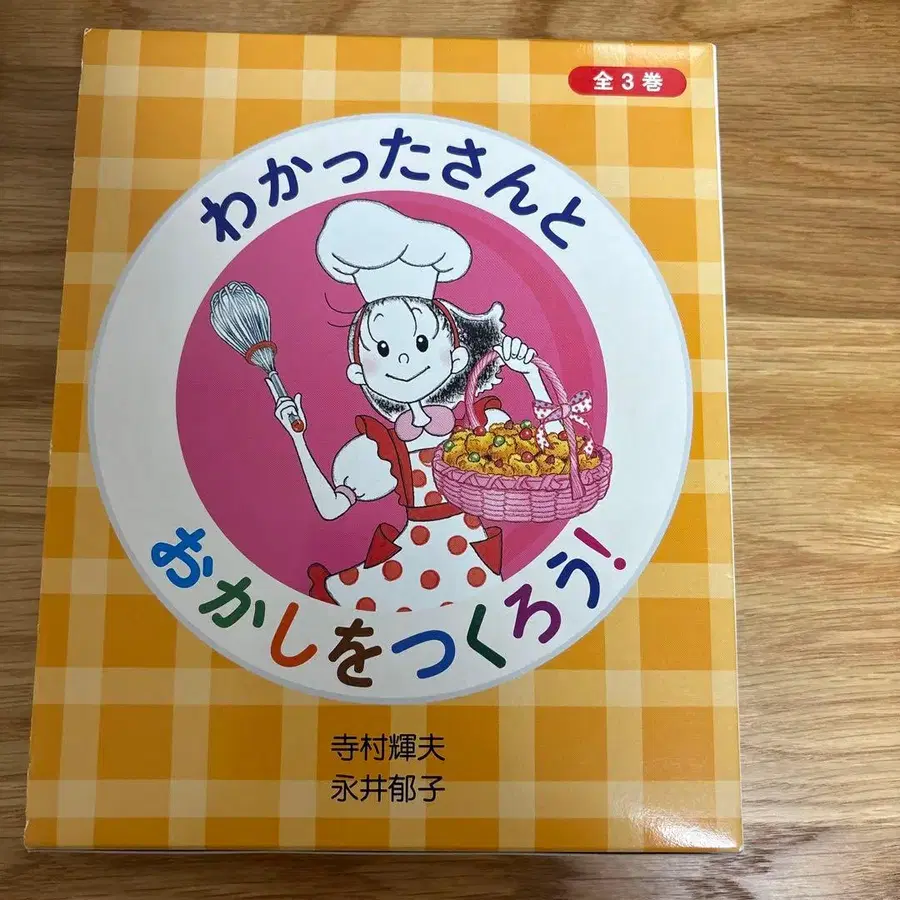 全3巻
わかったさんと
おかしをつくろう!
寺村輝夫
永井郁子